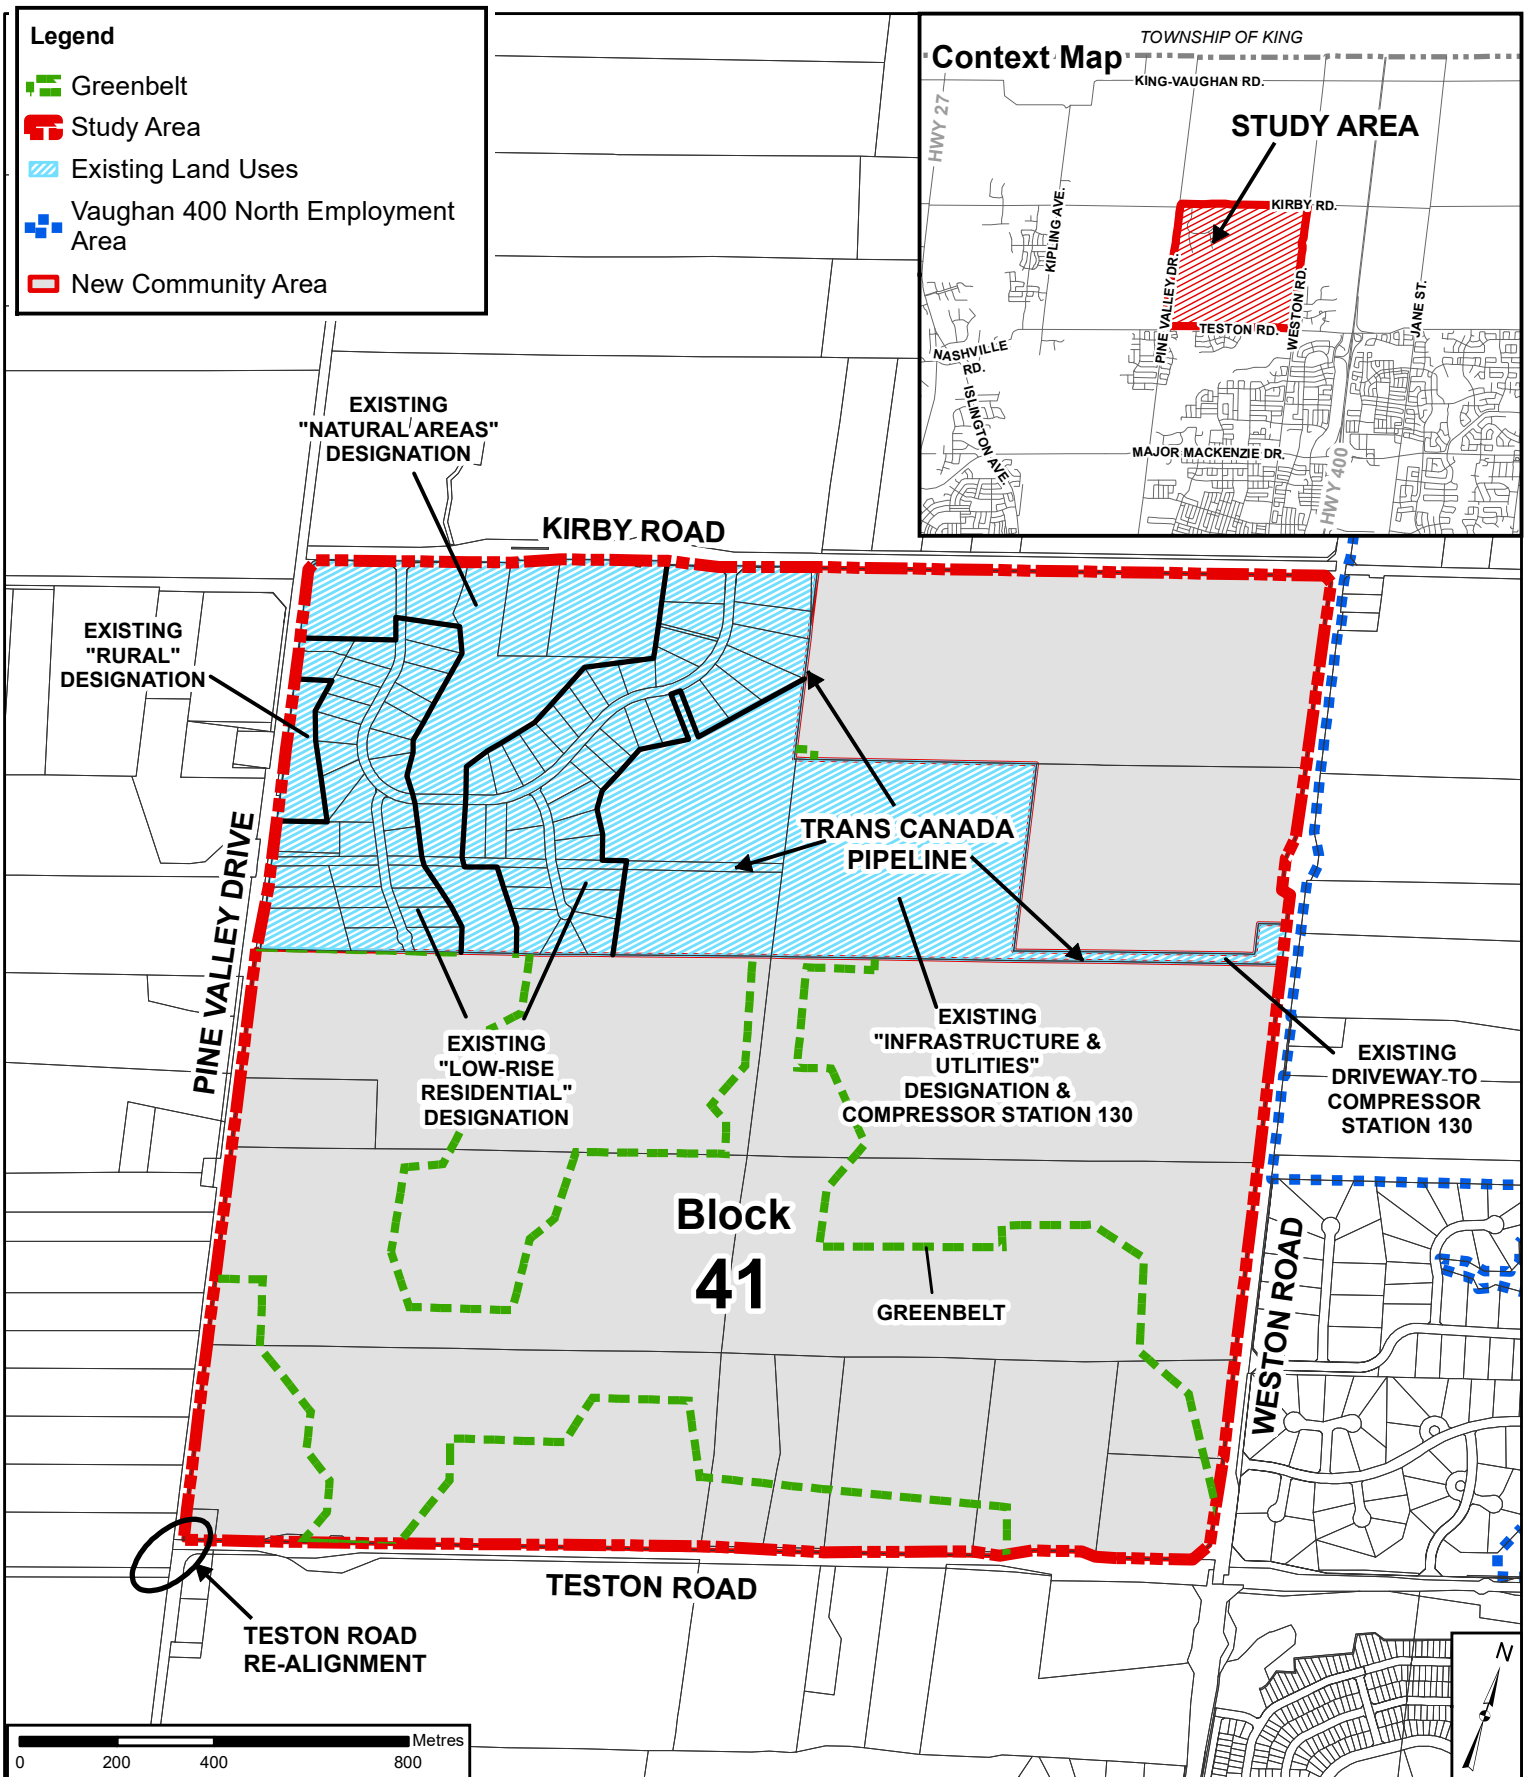 Legend
Greenbelt
Study Area
Existing Land Uses
Vaughan 400 North Employment
Area
New Community Area
Context Map
TOWNSHIP OF KING
KING-VAUGHAN RD.
HWY 27
STUDY AREA
KIPLING AVE.
KIRBY RD.
PINE VALLEY DR.
WESTON RD.
JANE ST.
TESTON RD.
NASHVILLE
RD.
ISLINGTON AVE.
MAJOR MACKENZIE DR.
HWY 400
EXISTING
"NATURAL AREAS"
DESIGNATION
KIRBY ROAD
EXISTING
"RURAL"
DESIGNATION
TRANS CANADA
PIPELINE
PINE VALLEY DRIVE
EXISTING
"LOW-RISE
RESIDENTIAL"
DESIGNATION
EXISTING
"INFRASTRUCTURE &
UTLITIES"
DESIGNATION &
COMPRESSOR STATION 130
EXISTING
DRIVEWAY TO
COMPRESSOR
STATION 130
Block
41
GREENBELT
WESTON ROAD
TESTON ROAD
TESTON ROAD
RE-ALIGNMENT
N
Metres
0 200 400 800